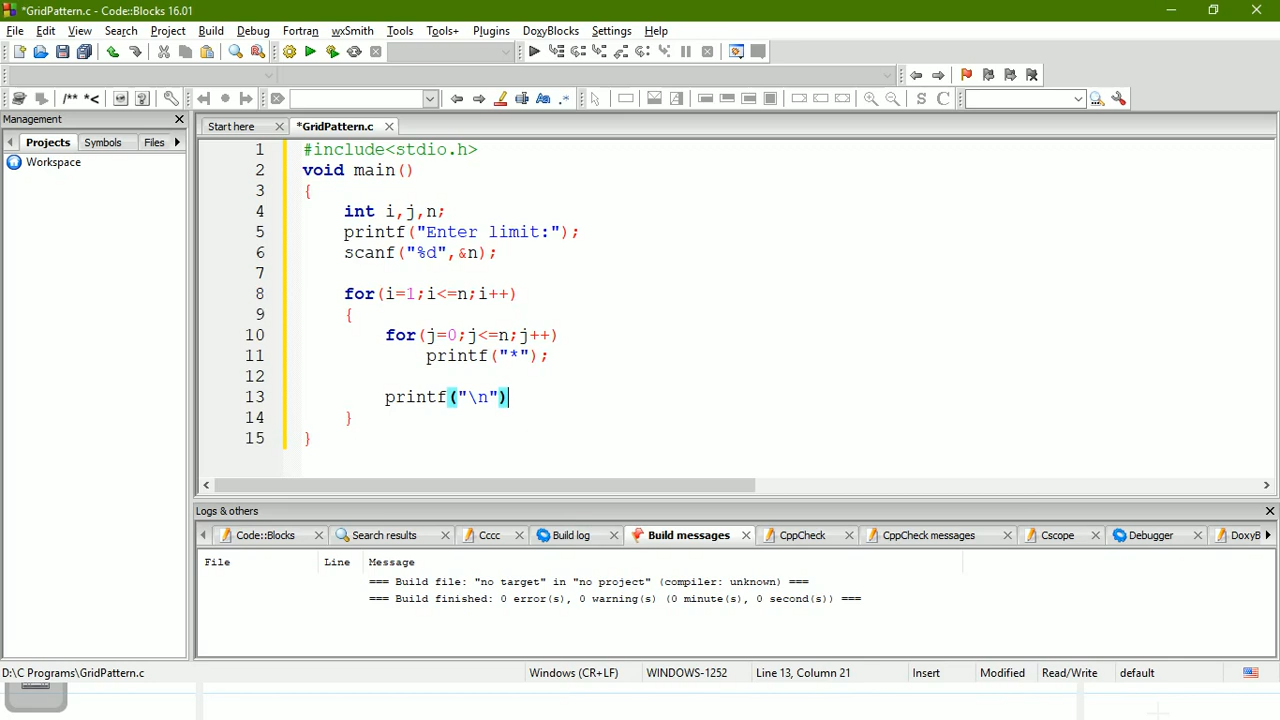 *GridPattern.c - Code::Blocks 16.01
File Edit View Search Project Build Debug Fortran wxSmith Tools Tools+ Plugins DoxyBlocks Settings Help
/** *<
S C
Management
Start here *GridPattern.c
Projects Symbols Files
Workspace
1 #include<stdio.h>
2 void main()
3 {
4 int i,j,n;
5 printf("Enter limit:");
6 scanf("%d",&n);
7
8 for(i=1;i<=n;i++)
9 {
10 for(j=0;j<=n;j++)
11 printf("*");
12
13 printf("\n")
14 }
15 }
Logs & others
Code::Blocks Search results Cccc Build log Build messages CppCheck CppCheck messages Cscope Debugger DoxyB
File Line Message
=== Build file: "no target" in "no project" (compiler: unknown) ===
=== Build finished: 0 error(s), 0 warning(s) (0 minute(s), 0 second(s)) ===
D:\C Programs\GridPattern.c Windows (CR+LF) WINDOWS-1252 Line 13, Column 21 Insert Modified Read/Write default